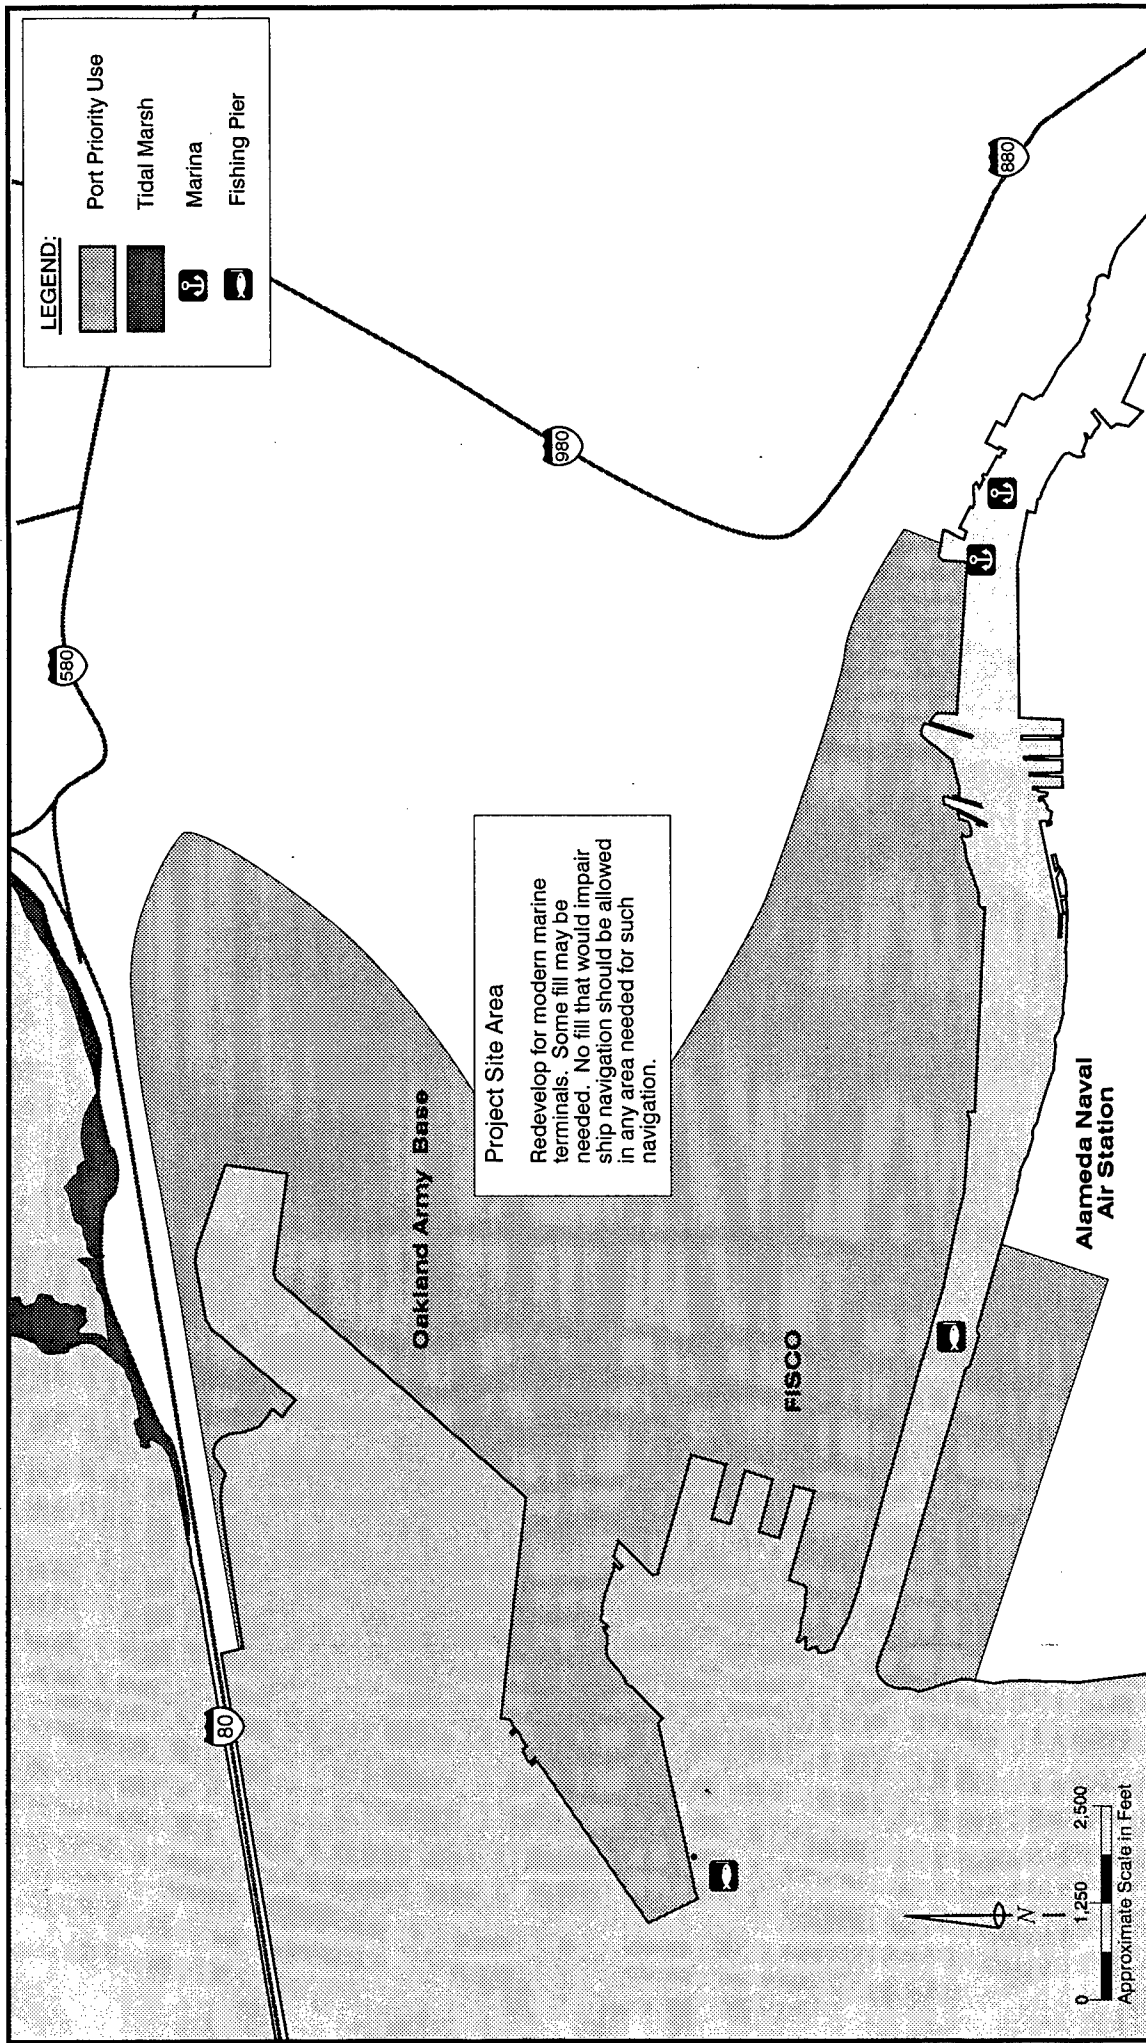 LEGEND:
Port Priority Use
Tidal Marsh
Marina
Fishing Pier
80
580
980
880
Oakland Army Base
Project Site Area
Redevelop for modern marine
terminals. Some fill may be
needed. No fill that would impair
ship navigation should be allowed
in any area needed for such
navigation.
FISCO
Alameda Naval
Air Station
N
0 1,250 2,500
Approximate Scale in Feet